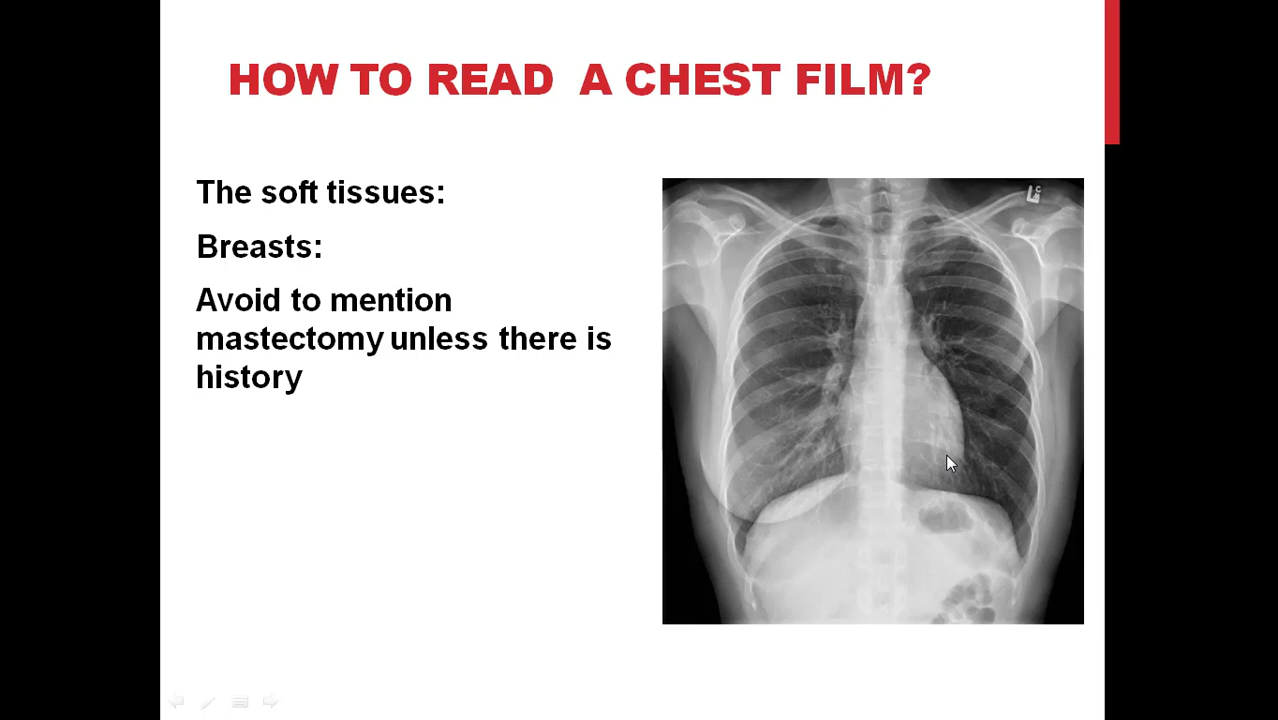 HOW TO READ  A CHEST FILM?
The soft tissues:
Breasts:
Avoid to mention
mastectomy unless there is
history
L